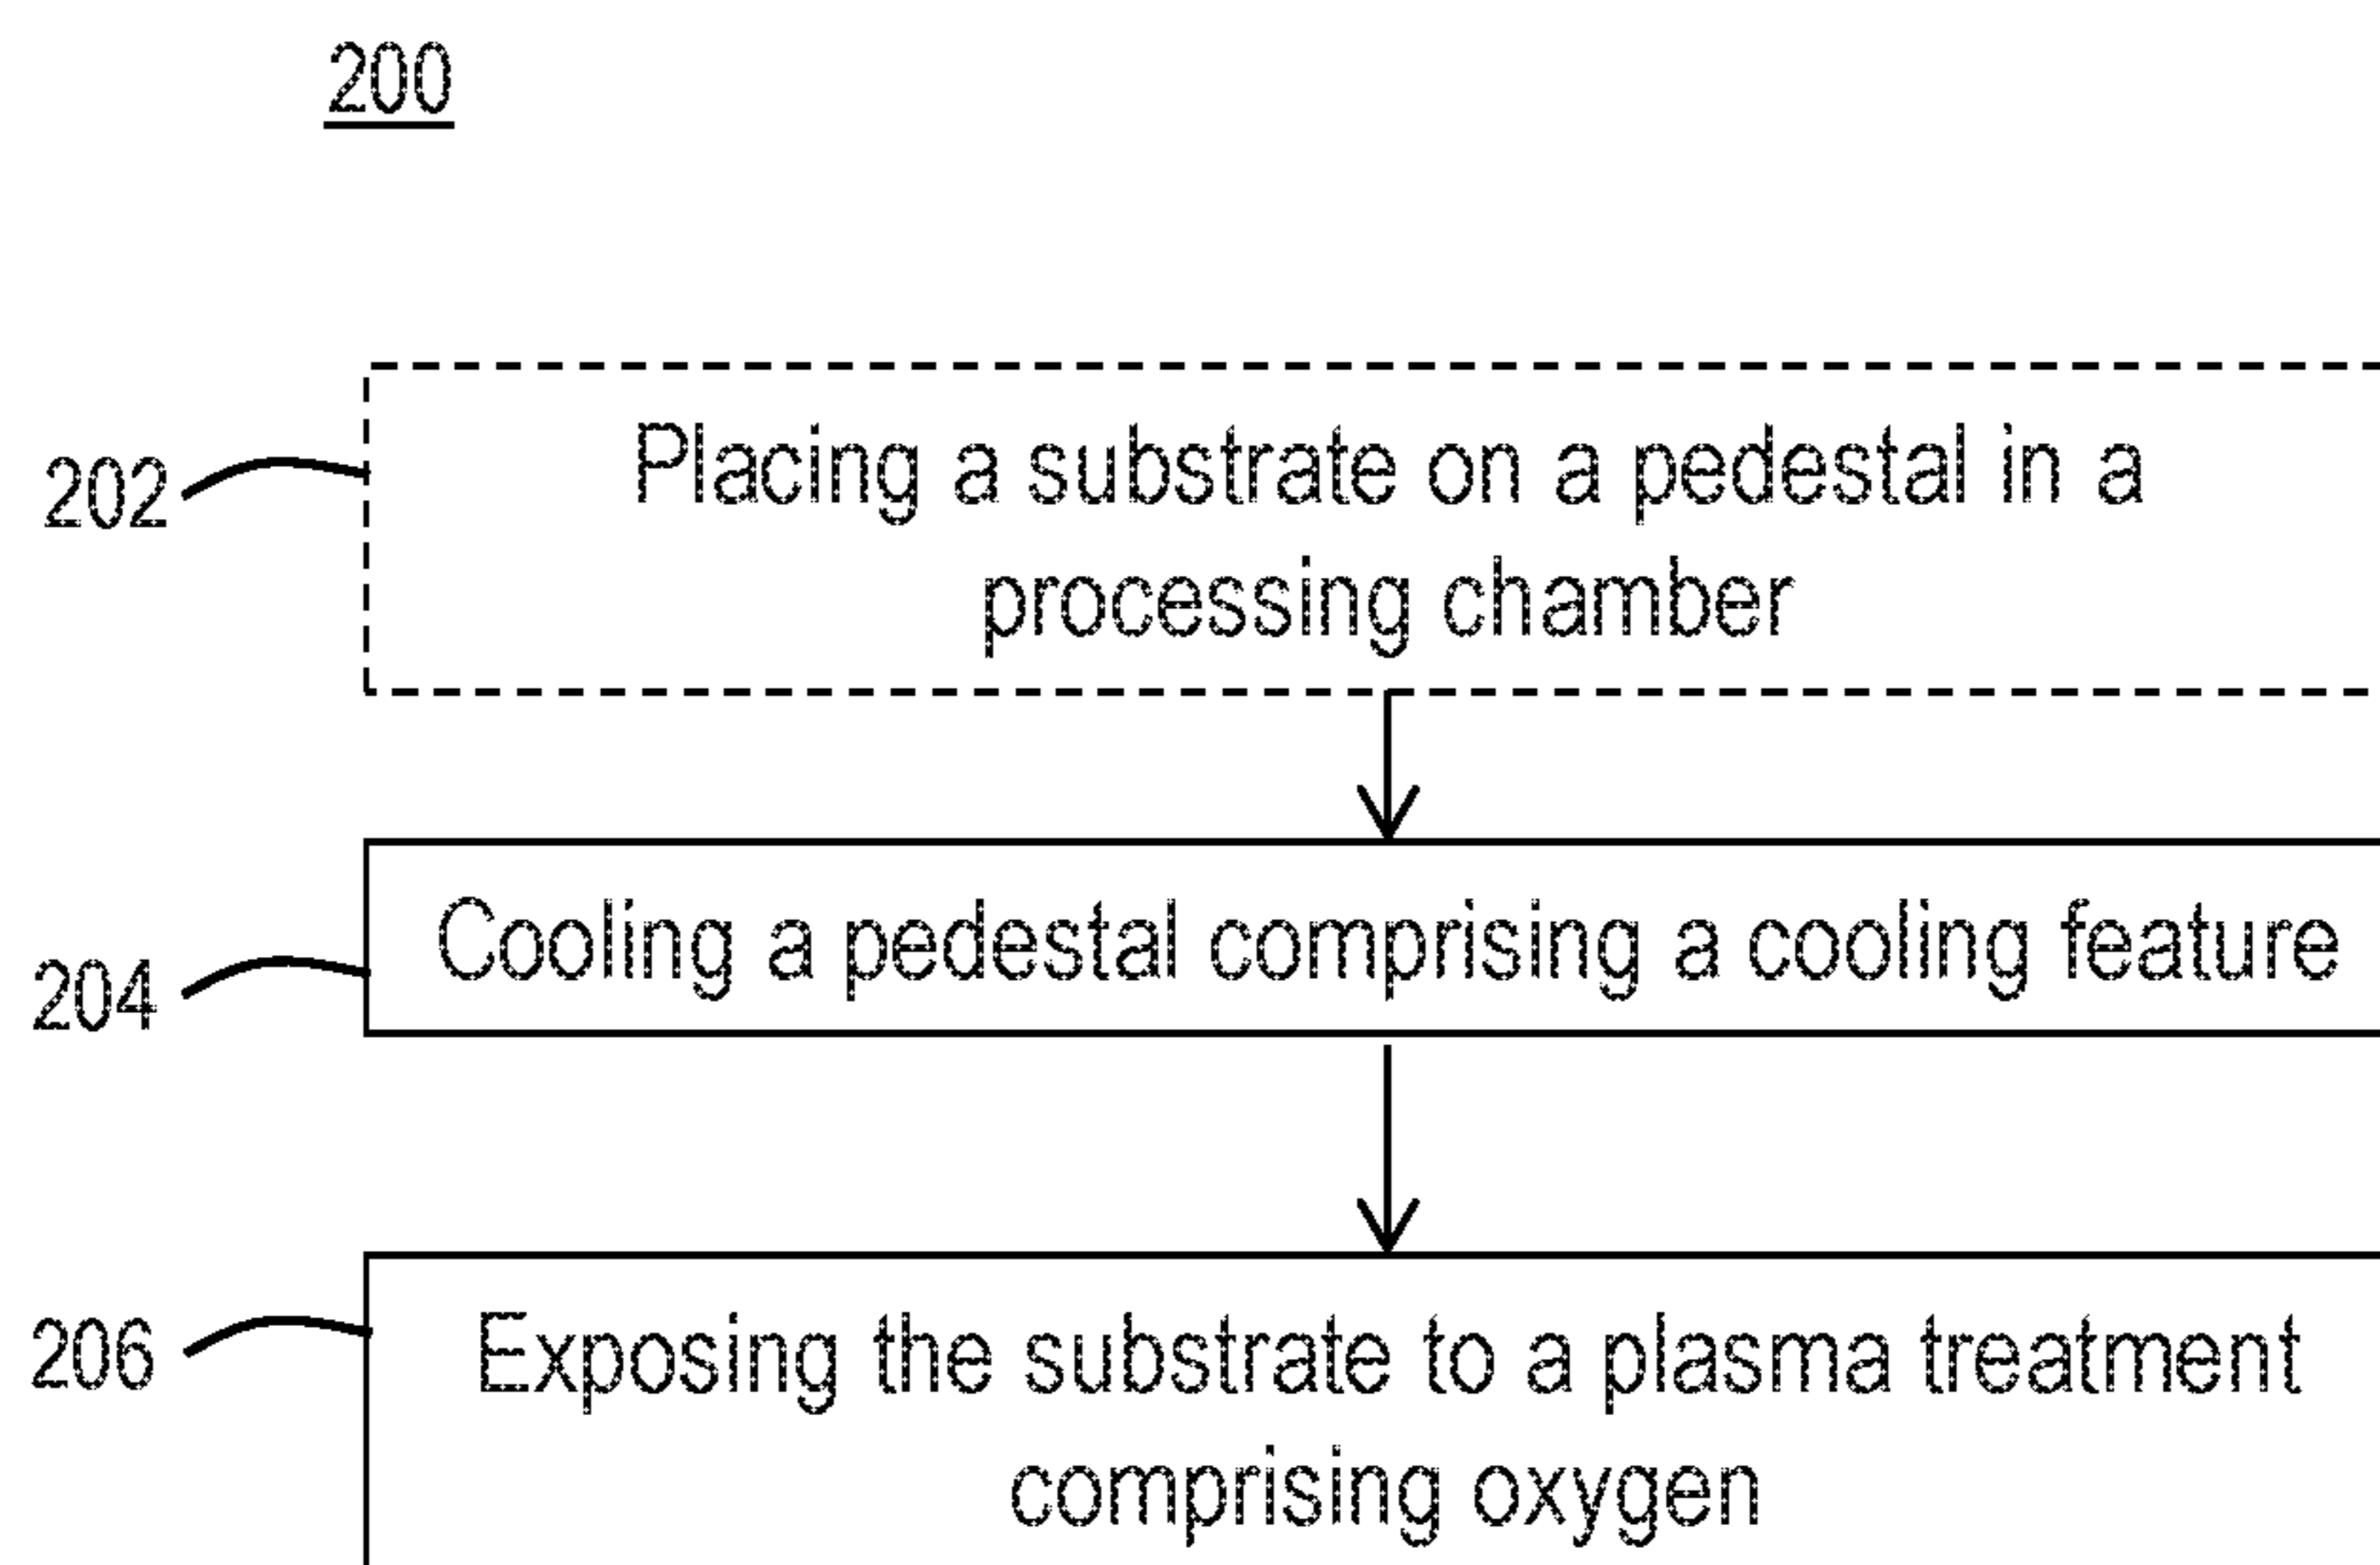 200
202
Placing a substrate on a pedestal in a
processing chamber
204
Cooling a pedestal comprising a cooling feature
206
Exposing the substrate to a plasma treatment
comprising oxygen